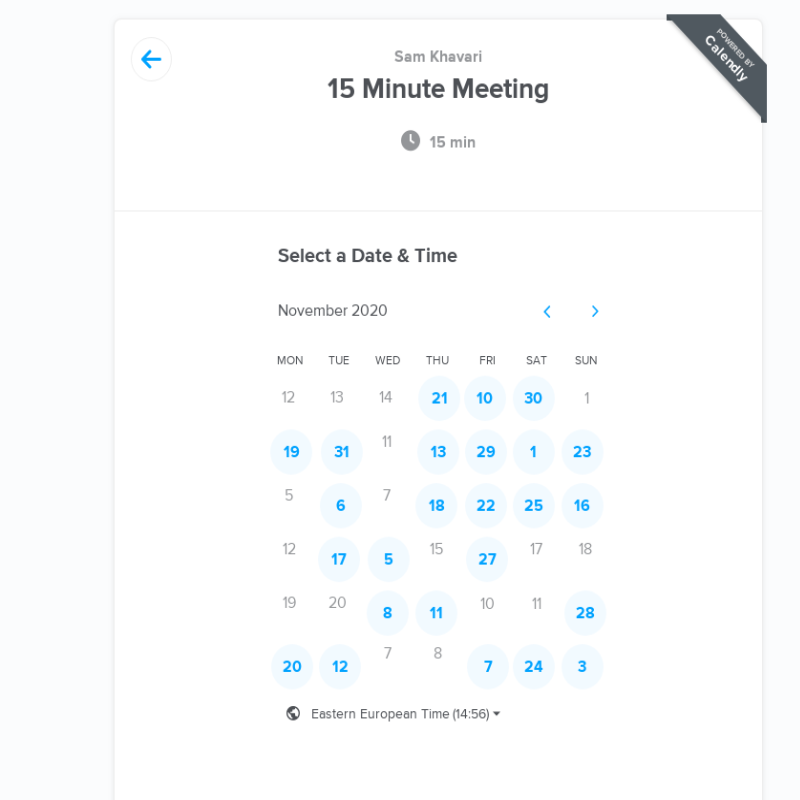 POWERED BY
Calendly
Sam Khavari
15 Minute Meeting
15 min
Select a Date & Time
November 2020
MON TUE WED THU FRI SAT SUN
12 13 14 21 10 30 1
19 31 11 13 29 1 23
5 6 7 18 22 25 16
12 17 5 15 27 17 18
19 20 8 11 10 11 28
20 12 7 8 7 24 3
Eastern European Time (14:56)